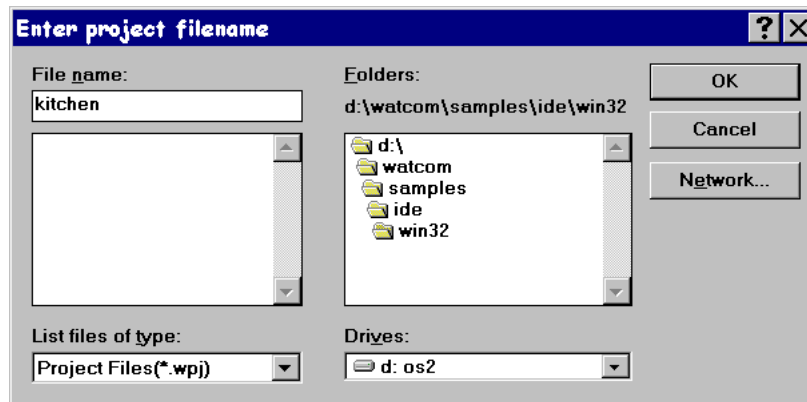 Enter project filename
File name:
kitchen
Folders:
d:\watcom\samples\ide\win32
d:\
watcom
samples
ide
win32
OK
Cancel
Network...
List files of type:
Project Files(*.wpj)
Drives:
d: os2